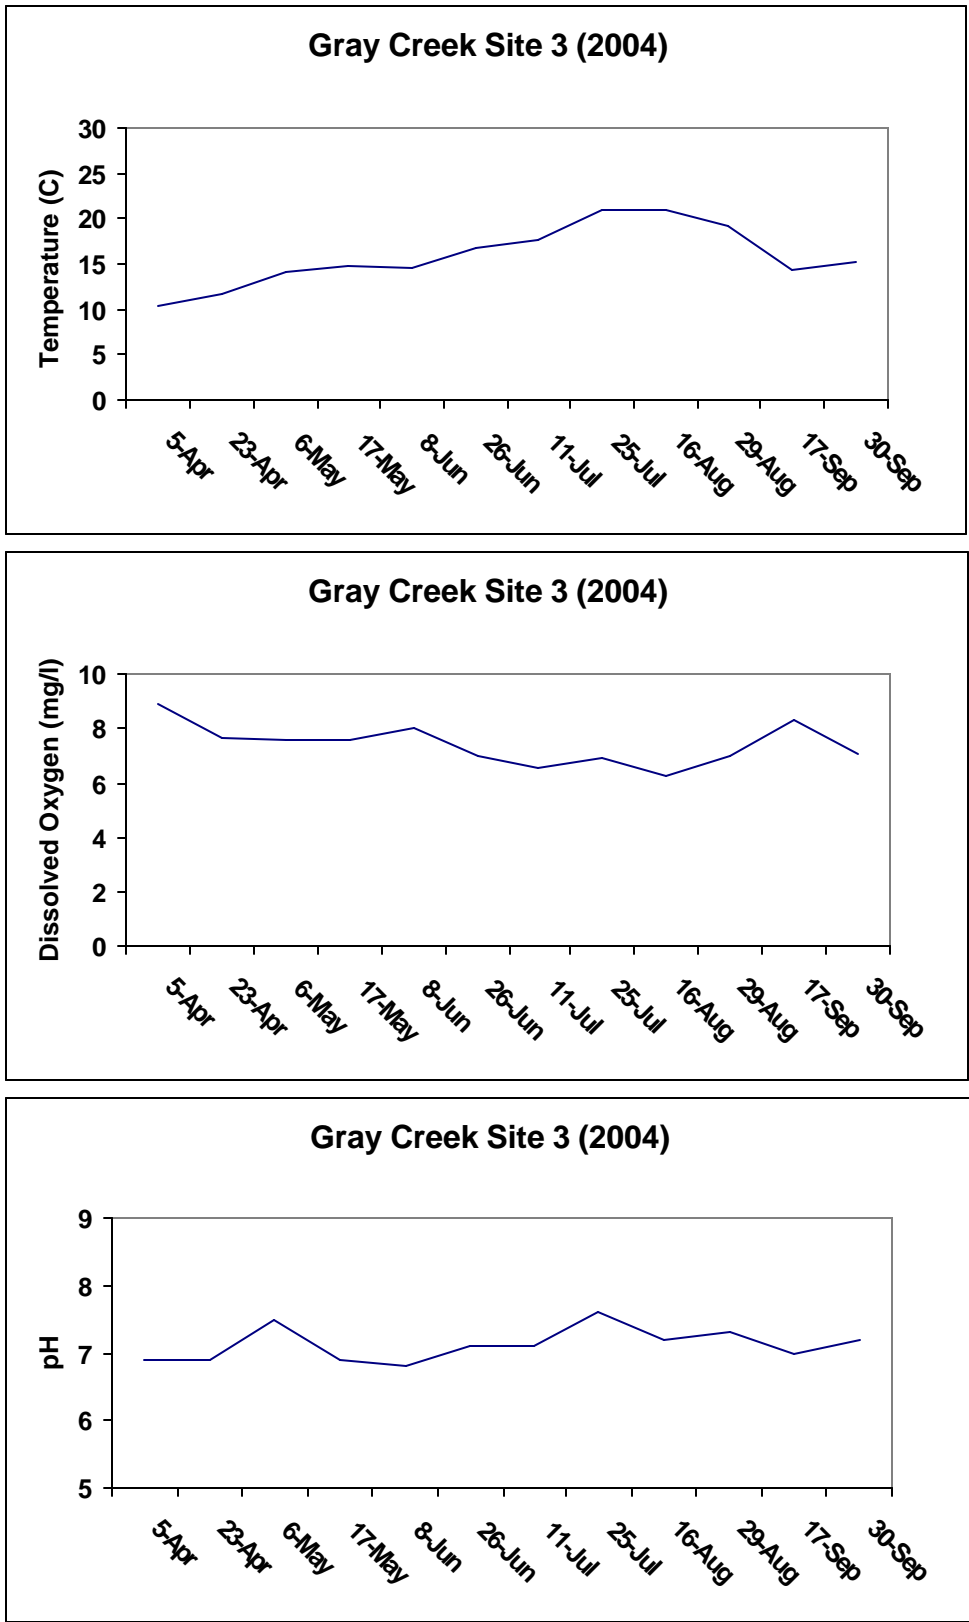 Gray Creek Site 3 (2004)
Temperature (C)
30
25
20
15
10
5
0
5-Apr
23-Apr
6-May
17-May
8-Jun
26-Jun
11-Jul
25-Jul
16-Aug
29-Aug
17-Sep
30-Sep
Gray Creek Site 3 (2004)
Dissolved Oxygen (mg/l)
10
8
6
4
2
0
5-Apr
23-Apr
6-May
17-May
8-Jun
26-Jun
11-Jul
25-Jul
16-Aug
29-Aug
17-Sep
30-Sep
Gray Creek Site 3 (2004)
pH
9
8
7
6
5
5-Apr
23-Apr
6-May
17-May
8-Jun
26-Jun
11-Jul
25-Jul
16-Aug
29-Aug
17-Sep
30-Sep